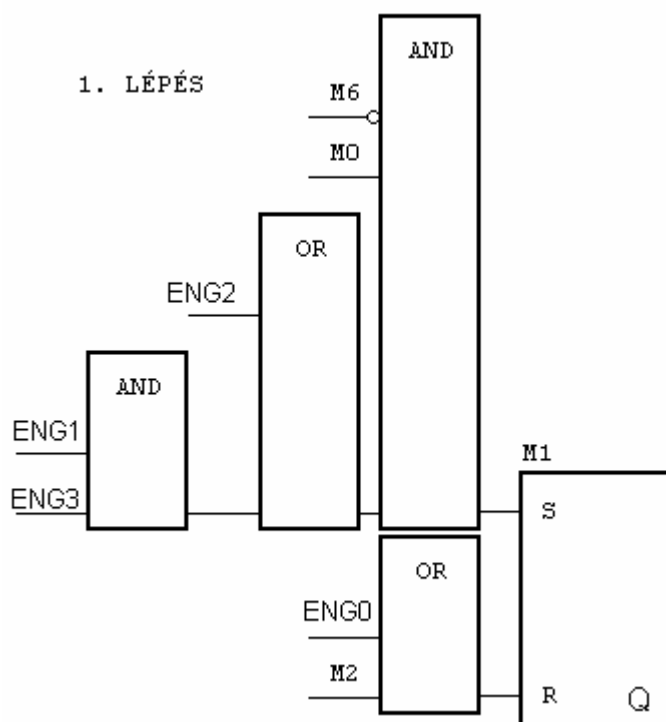 AND
1. LÉPÉS
M6
M0
OR
ENG2
AND
ENG1
M1
ENG3
S
OR
ENG0
M2
R Q